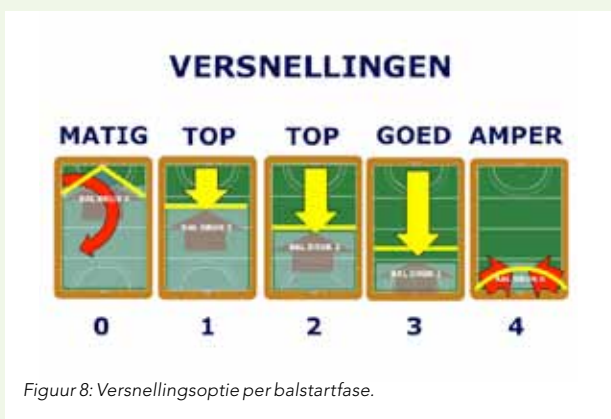 VERSNELLINGEN
MATIG TOP TOP GOED AMPER
0 1 2 3 4
Figuur 8: Versnellingsoptie per balstartfase.